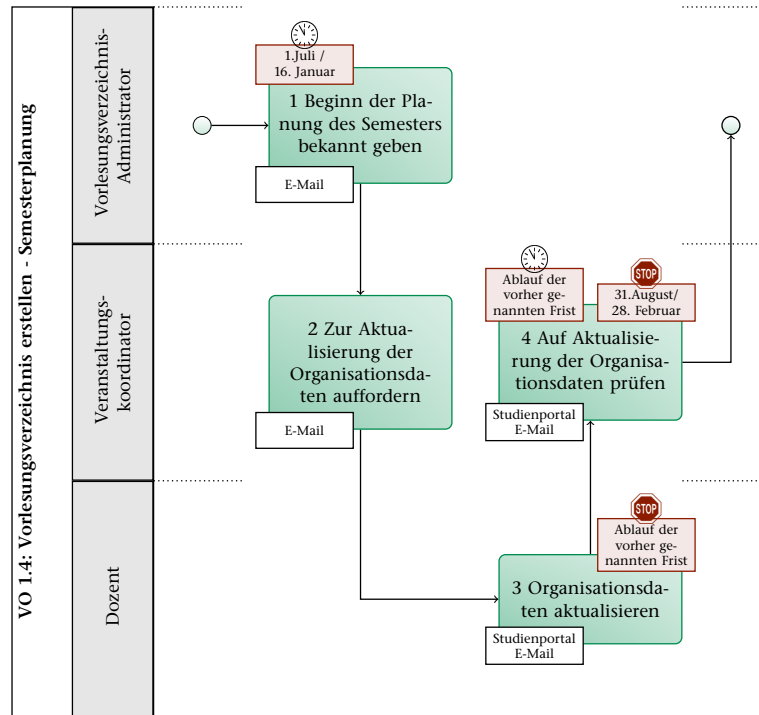 VO 1.4: Vorlesungsverzeichnis erstellen - Semesterplanung
Vorlesungsverzeichnis-
Administrator
1.Juli /
16. Januar
1 Beginn der Pla-
nung des Semesters
bekannt geben
E-Mail
Veranstaltungs-
koordinator
2 Zur Aktua-
lisierung der
Organisationsda-
ten auffordern
E-Mail
Ablauf der
vorher ge-
nannten Frist
STOP
31.August/
28. Februar
4 Auf Aktualisie-
rung der Organisa-
tionsdaten prüfen
Studienportal
E-Mail
Dozent
STOP
Ablauf der
vorher ge-
nannten Frist
3 Organisationsda-
ten aktualisieren
Studienportal
E-Mail